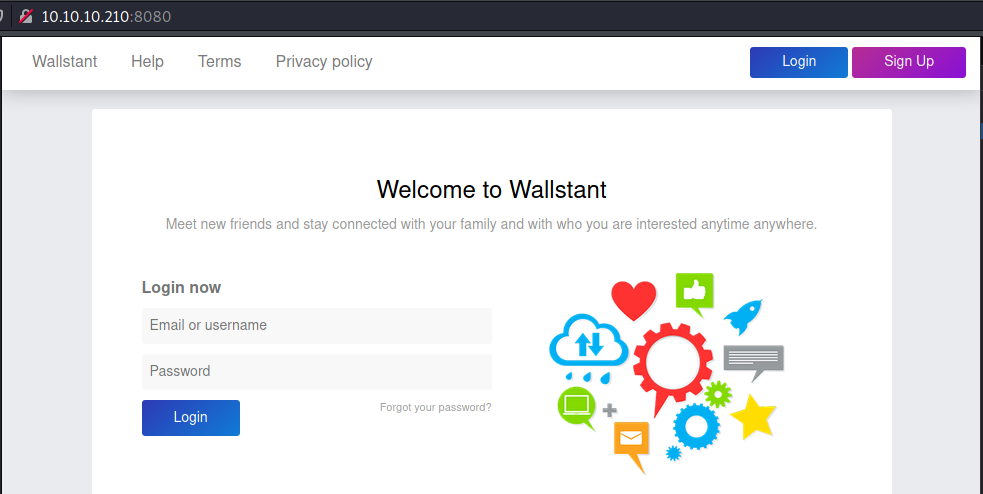 10.10.10.210:8080
Wallstant Help Terms Privacy policy Login Sign Up
Welcome to Wallstant
Meet new friends and stay connected with your family and with who you are interested anytime anywhere.
Login now
Email or username
Password
Login Forgot your password?